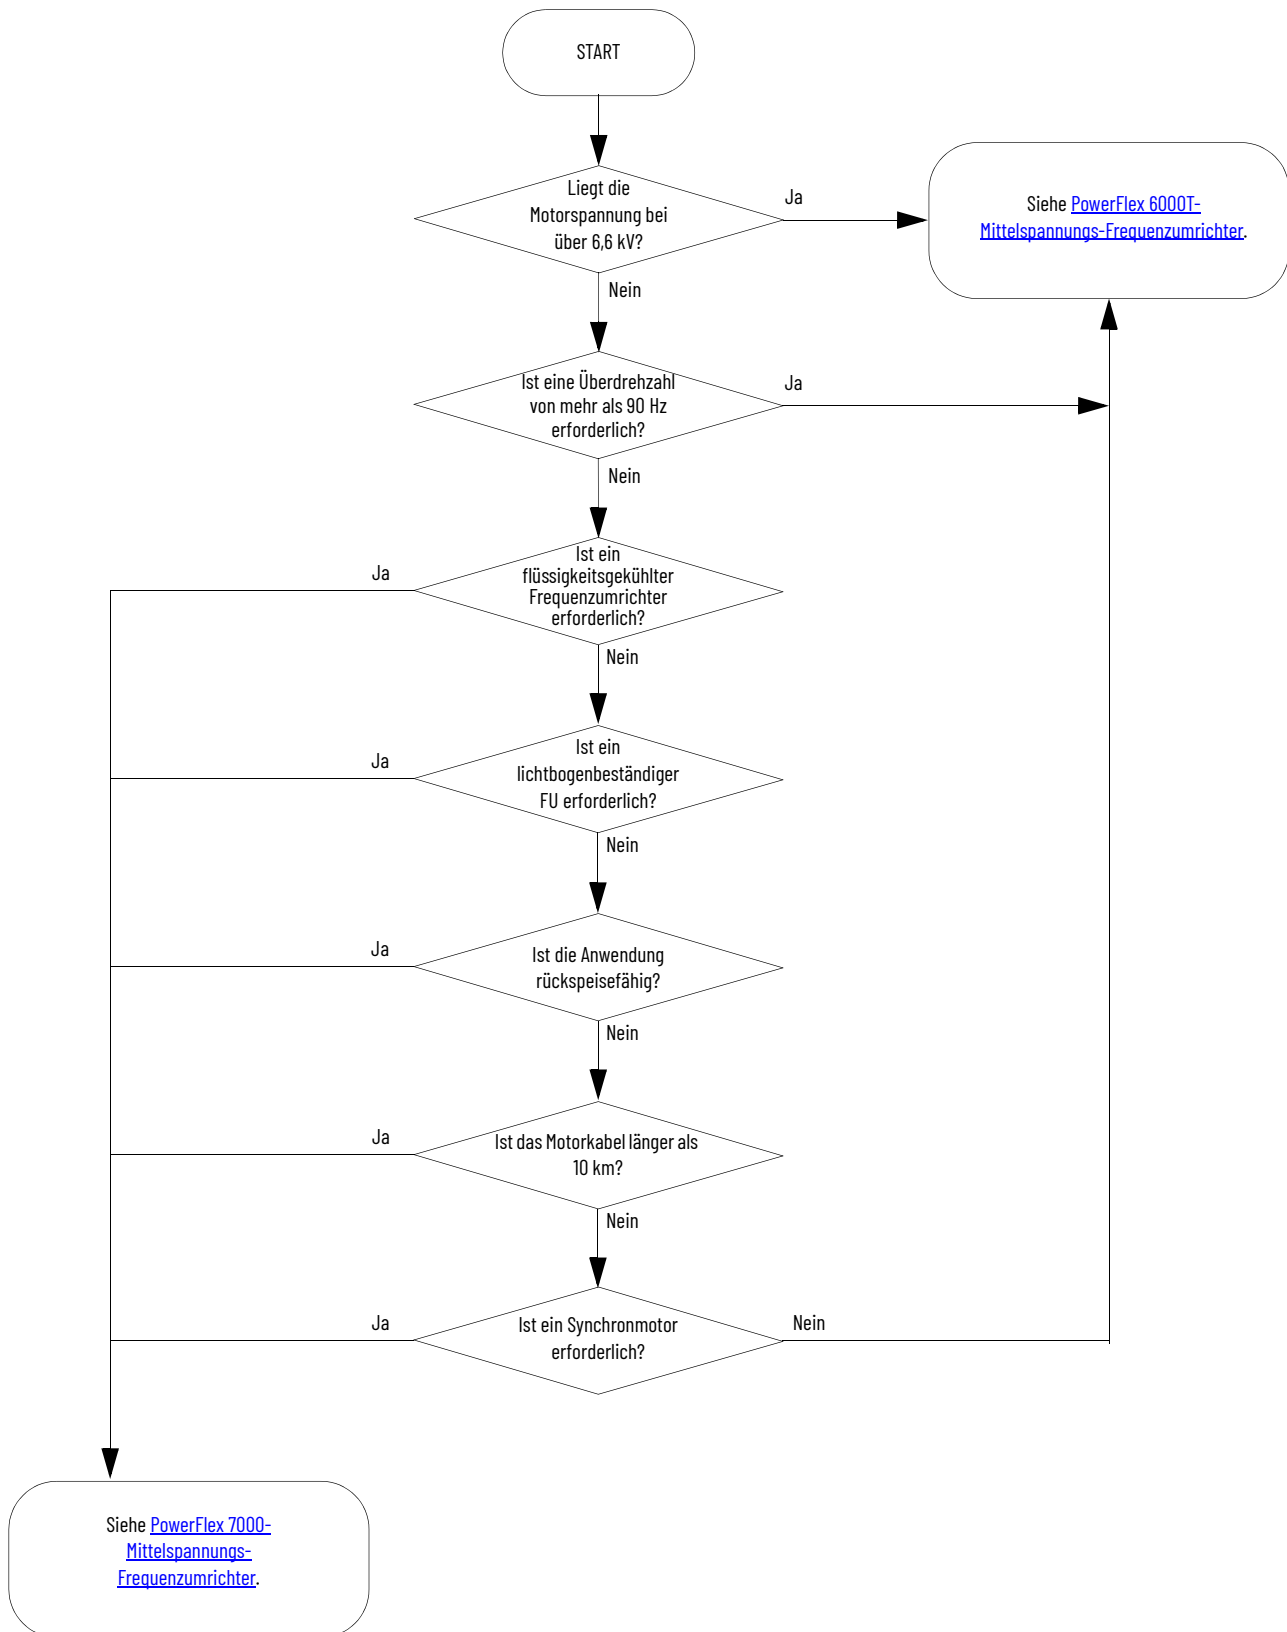 START
Liegt die
Motorspannung bei
über 6,6 kV?
Ja
Siehe PowerFlex 6000T-
Mittelspannungs-Frequenzumrichter.
Nein
Ist eine Überdrehzahl
von mehr als 90 Hz
erforderlich?
Ja
Nein
Ist ein
flüssigkeitsgekühlter
Frequenzumrichter
erforderlich?
Ja
Nein
Ist ein
lichtbogenbeständiger
FU erforderlich?
Ja
Nein
Ist die Anwendung
rückspeisefähig?
Ja
Nein
Ist das Motorkabel länger als
10 km?
Ja
Nein
Ist ein Synchronmotor
erforderlich?
Ja
Nein
Siehe PowerFlex 7000-
Mittelspannungs-
Frequenzumrichter.